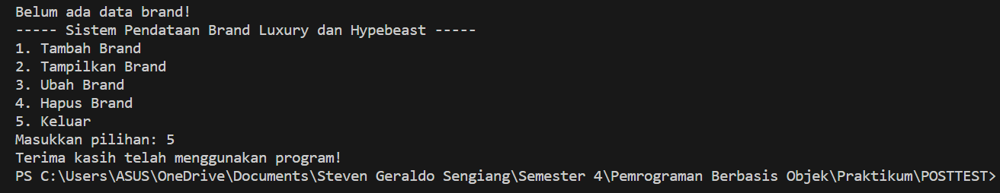 Belum ada data brand!
----- Sistem Pendataan Brand Luxury dan Hypebeast -----
1. Tambah Brand
2. Tampilkan Brand
3. Ubah Brand
4. Hapus Brand
5. Keluar
Masukkan pilihan: 5
Terima kasih telah menggunakan program!
PS C:\Users\ASUS\OneDrive\Documents\Steven Geraldo Sengiang\Semester 4\Pemrograman Berbasis Objek\Praktikum\POSTTEST>